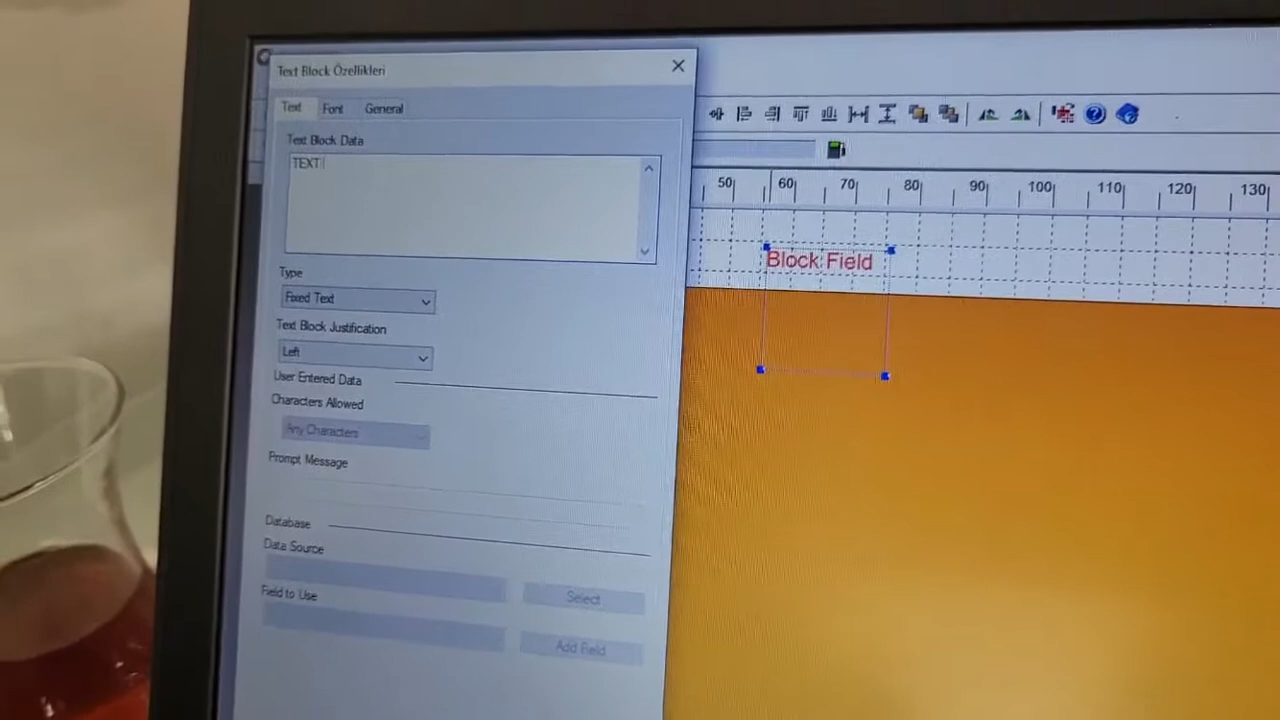 Text Block Özellikleri
Text Font General
Text Block Data
TEXT
Type
Fixed Text
Text Block Justification
Left
User Entered Data
Characters Allowed
Any Characters
Prompt Message
Database
Data Source
Select
Field to Use
Add Field
50 60 70 80 90 100 110 120 130
Block Field